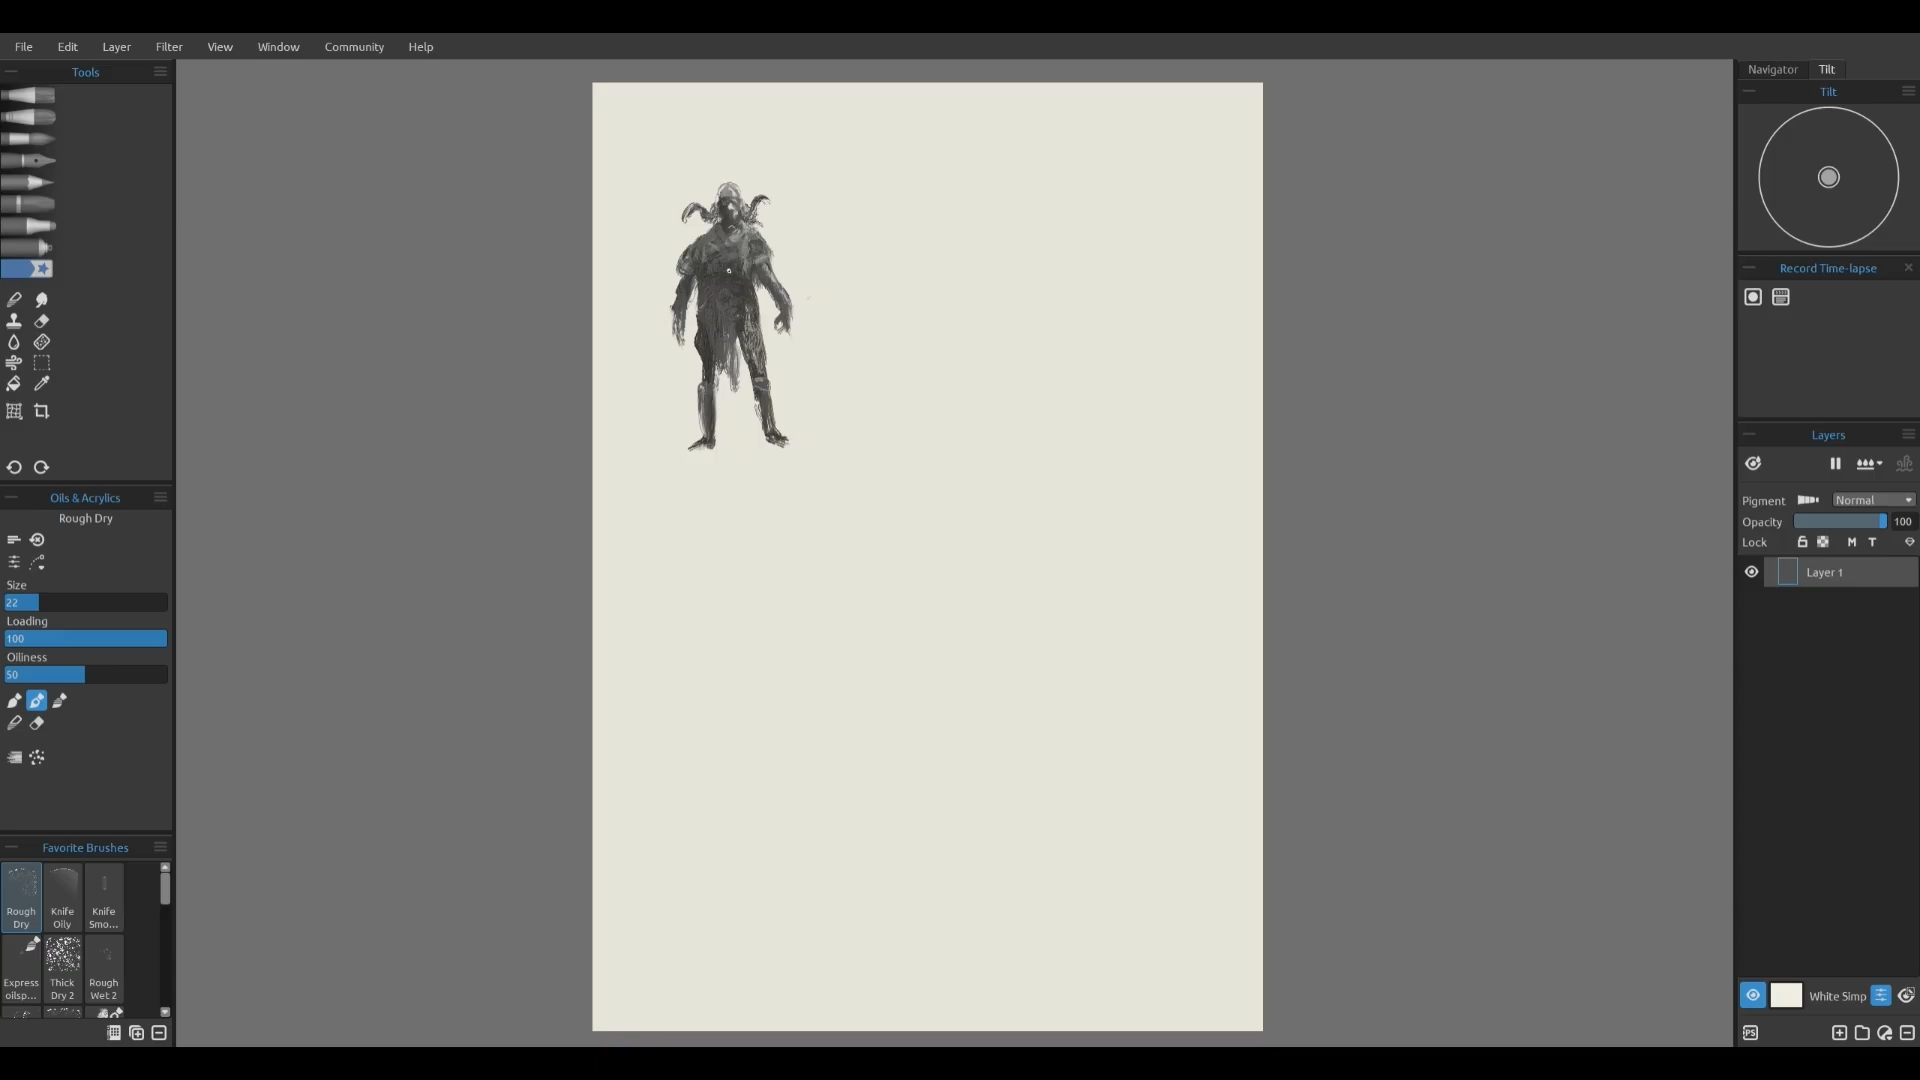 File Edit Layer Filter View Window Community Help
Tools
Oils & Acrylics
Rough Dry
Size
22
Loading
100
Oiliness
50
Favorite Brushes
Rough Dry
Knife Oily
Knife Smo...
Express oilsp...
Thick Dry 2
Rough Wet 2
Navigator Tilt
Tilt
Record Time-lapse
Layers
Pigment Normal
Opacity 100
Lock M T
Layer 1
White Simp
PS